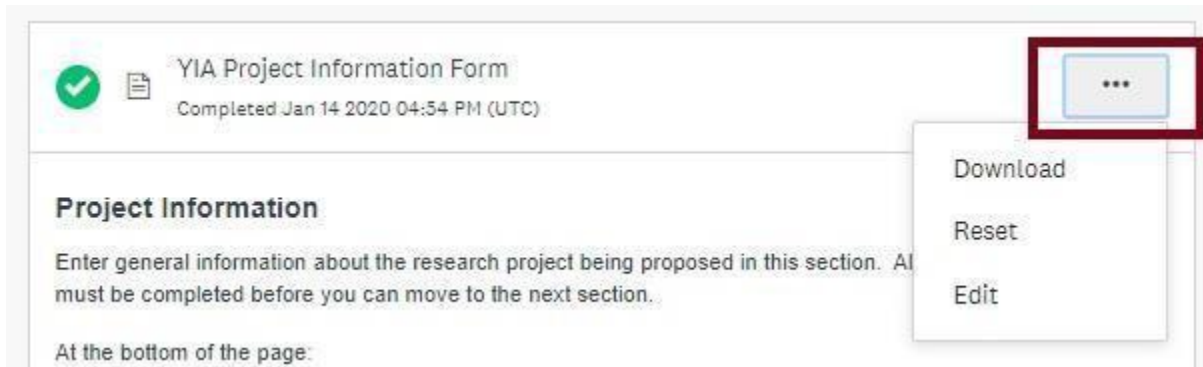 YIA Project Information Form
Completed Jan 14 2020 04:54 PM (UTC)
...
Download
Reset
Edit
Project Information
Enter general information about the research project being proposed in this section.
must be completed before you can move to the next section.
At the bottom of the page: